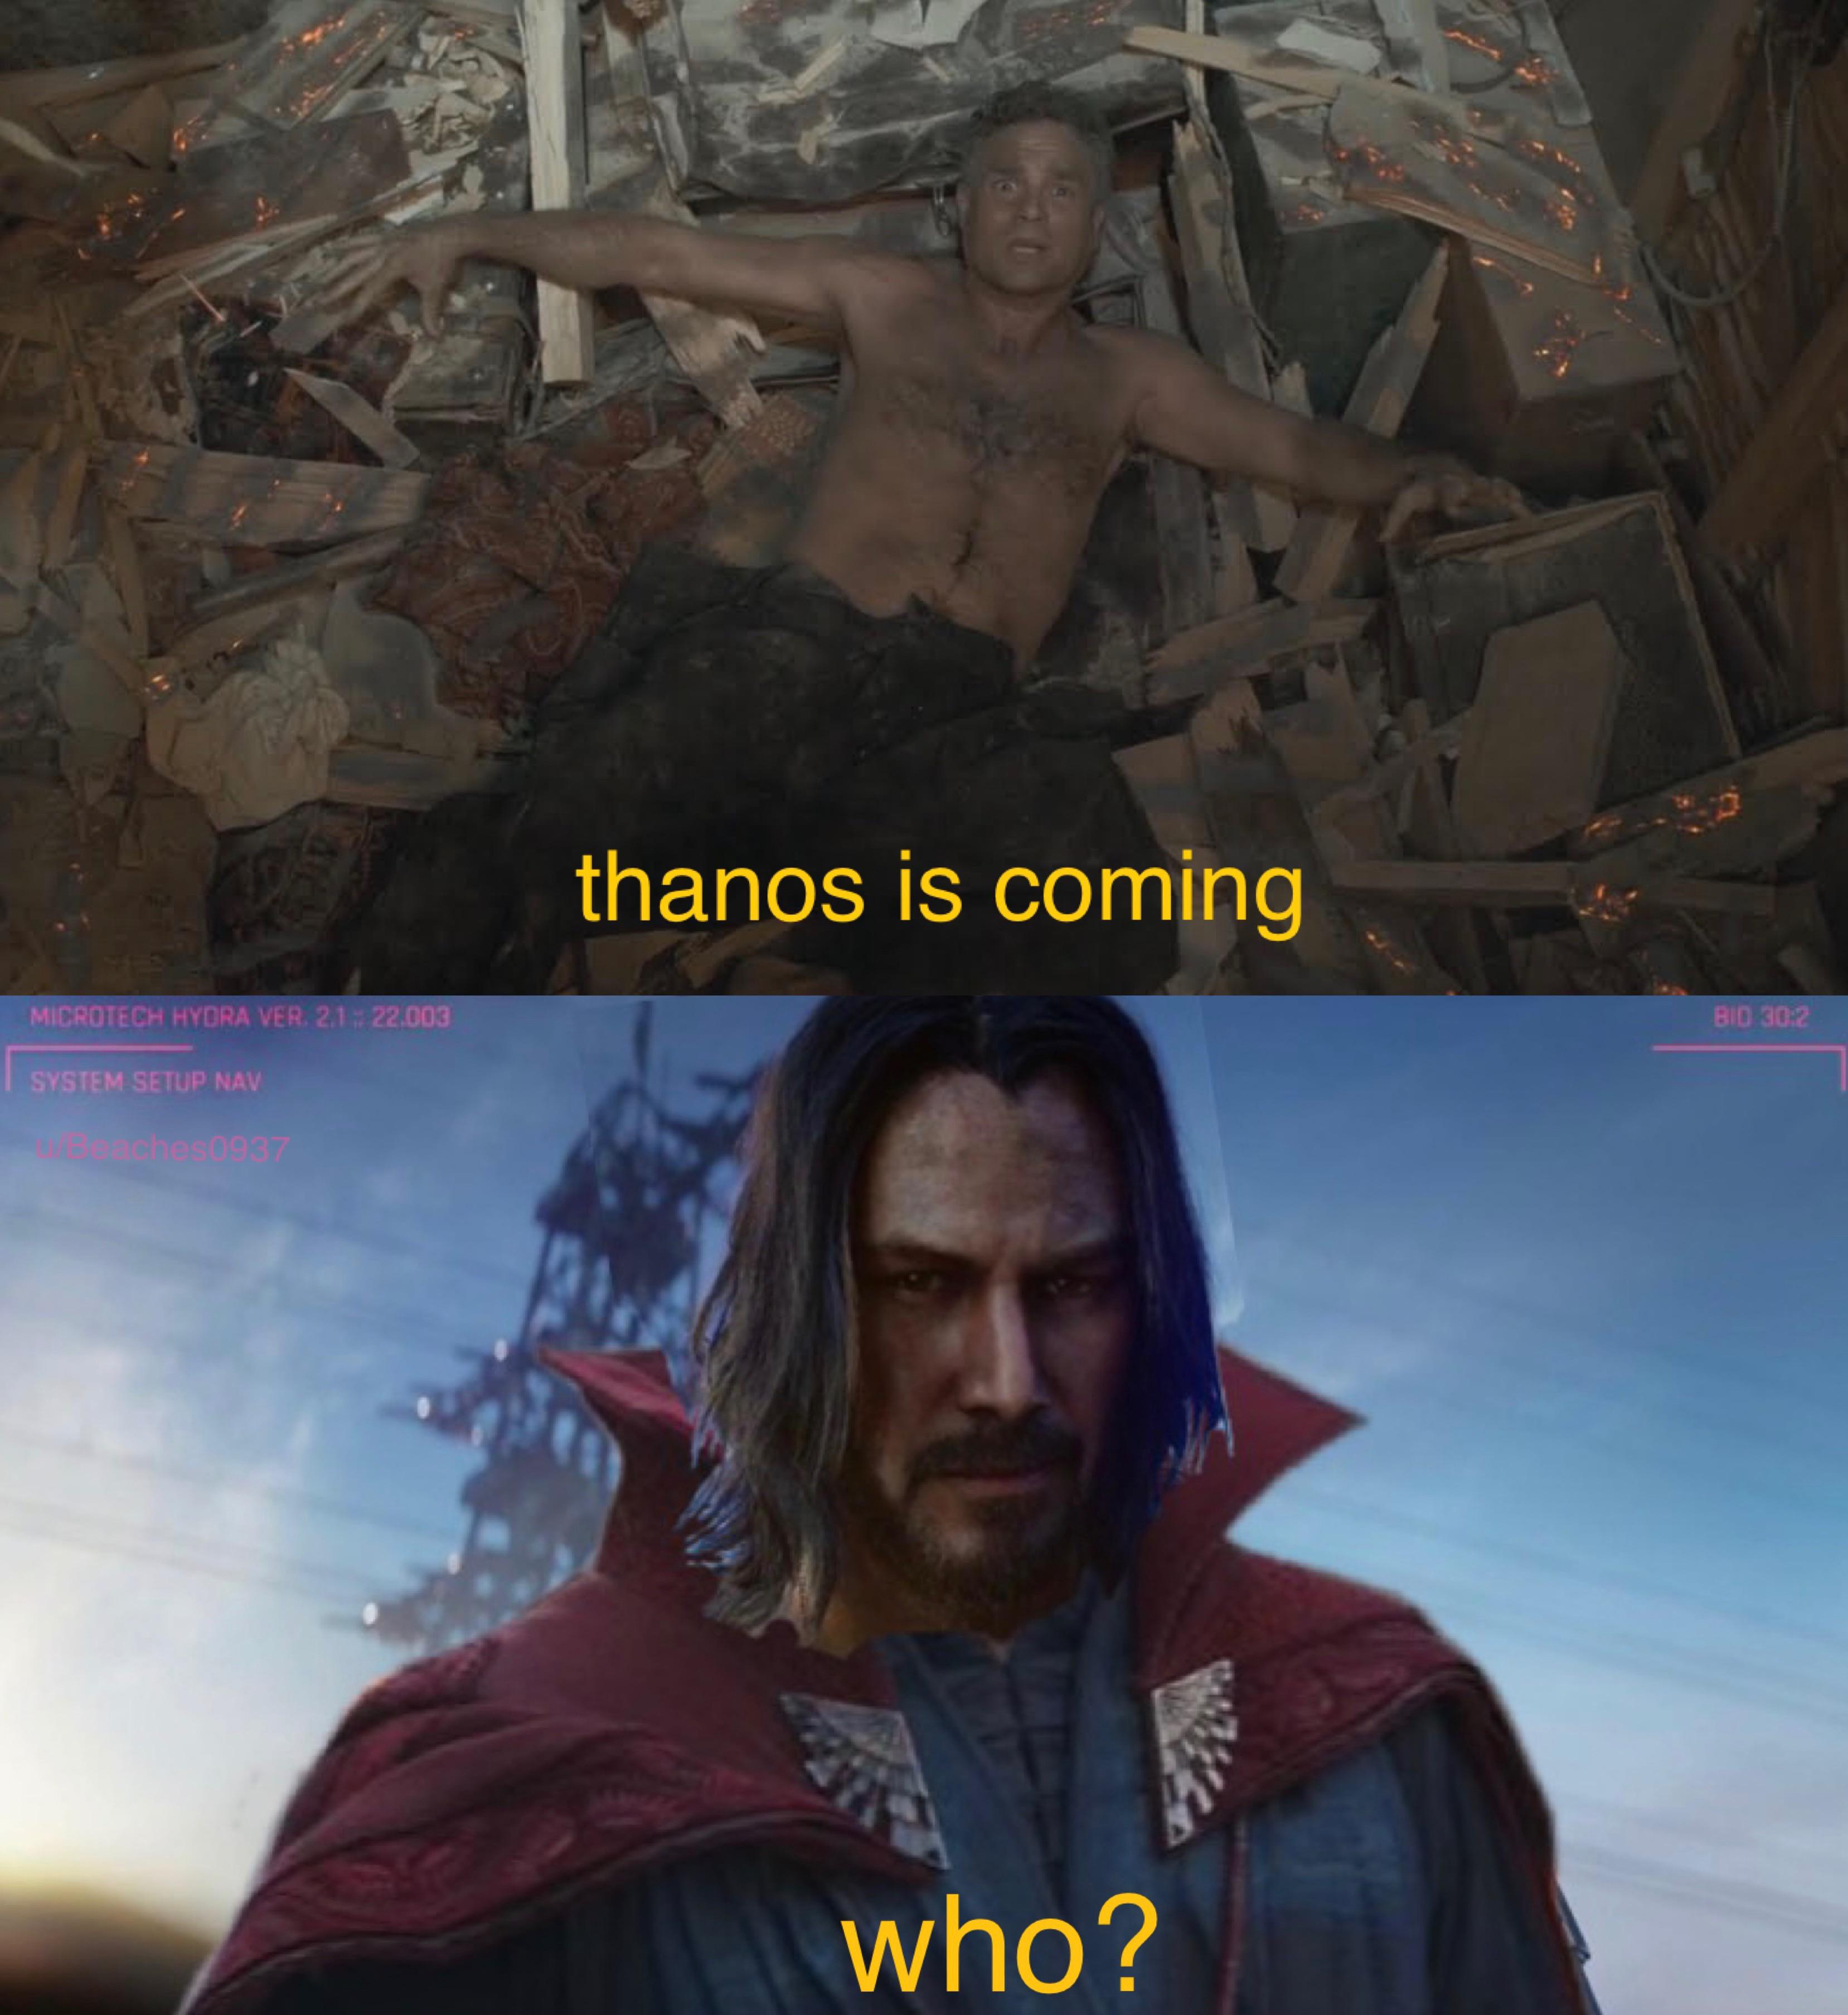 thanos is coming
MICROTECH HYDRA VER. 2.1 :: 22.003
BID 30:2
SYSTEM SETUP NAV
u/Beaches0937
who?